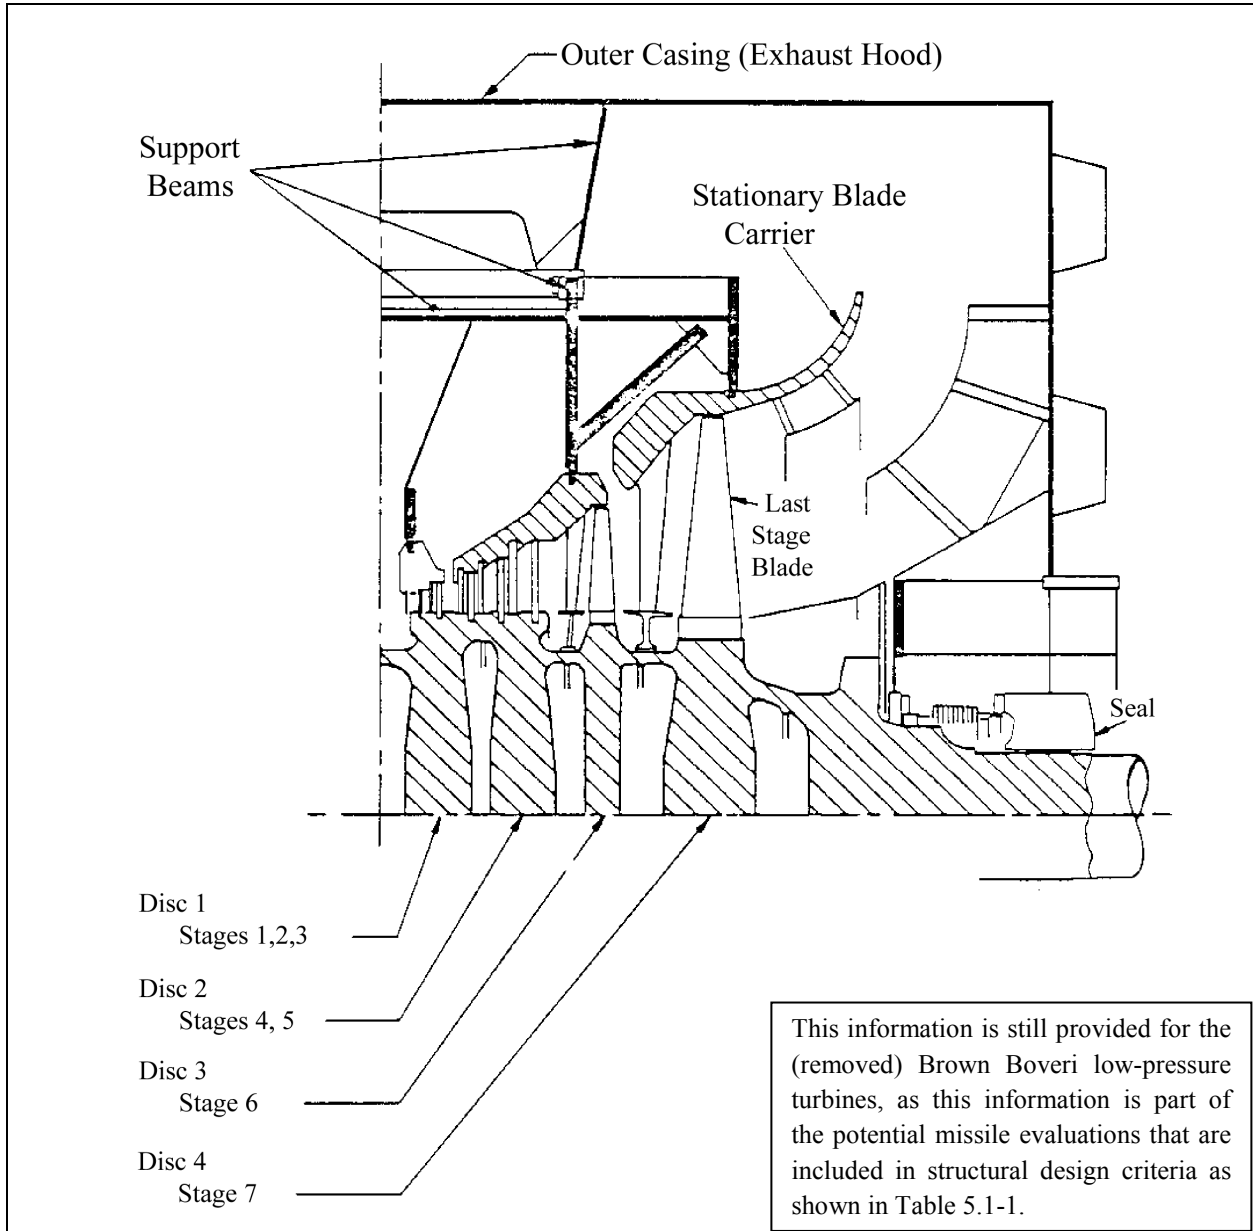 Outer Casing (Exhaust Hood)
Support
Beams
Stationary Blade
Carrier
Last
Stage
Blade
Seal
Disc 1
Stages 1,2,3
Disc 2
Stages 4, 5
Disc 3
Stage 6
Disc 4
Stage 7
This information is still provided for the
(removed) Brown Boveri low-pressure
turbines, as this information is part of
the potential missile evaluations that are
included in structural design criteria as
shown in Table 5.1-1.